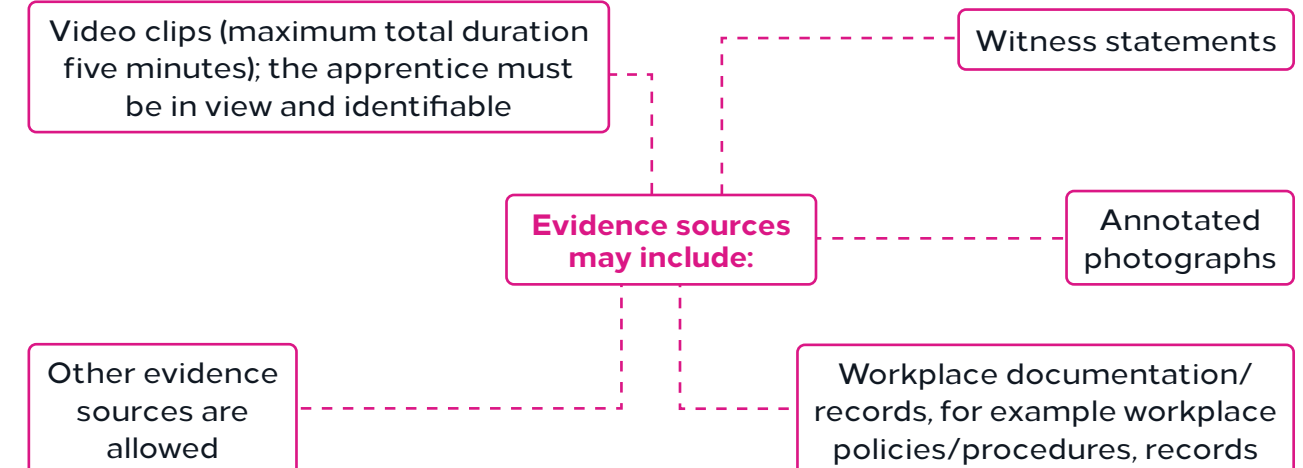 Video clips (maximum total duration
five minutes); the apprentice must
be in view and identifiable
Witness statements
Evidence sources
may include:
Annotated
photographs
Other evidence
sources are
allowed
Workplace documentation/
records, for example workplace
policies/procedures, records